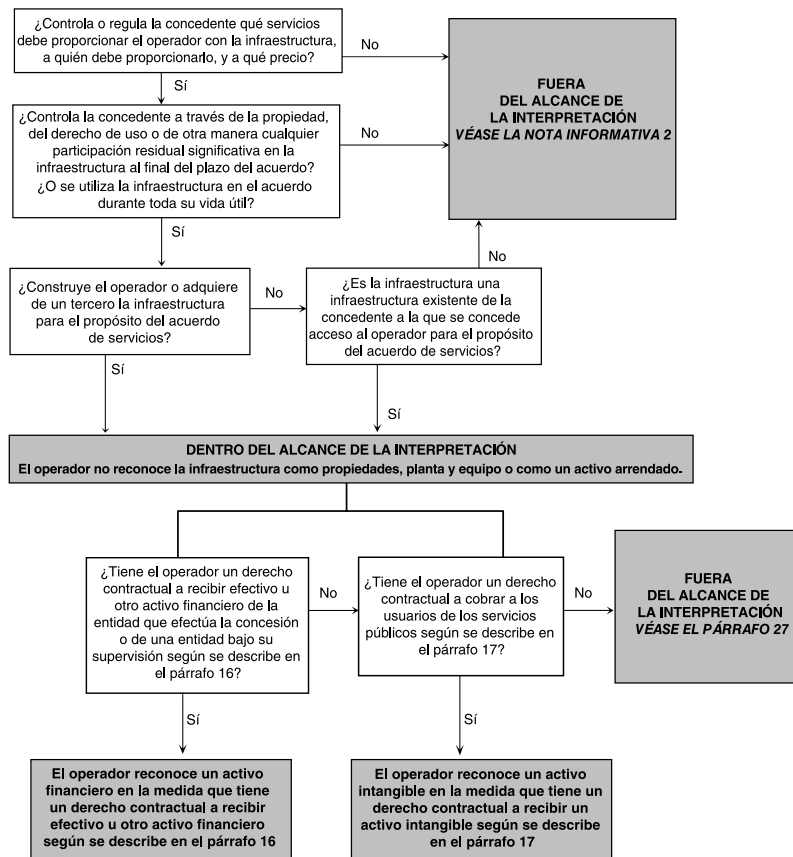 ¿Controla o regula la concedente qué servicios
debe proporcionar el operador con la infraestructura,
a quién debe proporcionarlo, y a qué precio?
No
FUERA
DEL ALCANCE DE
LA INTERPRETACIÓN
VÉASE LA NOTA INFORMATIVA 2
Sí
¿Controla la concedente a través de la propiedad,
del derecho de uso o de otra manera cualquier
participación residual significativa en la
infraestructura al final del plazo del acuerdo?
¿O se utiliza la infraestructura en el acuerdo
durante toda su vida útil?
No
Sí
No
¿Construye el operador o adquiere
de un tercero la infraestructura
para el propósito del acuerdo
de servicios?
No
¿Es la infraestructura una
infraestructura existente de la
concedente a la que se concede
acceso al operador para el propósito
del acuerdo de servicios?
Sí
Sí
DENTRO DEL ALCANCE DE LA INTERPRETACIÓN
El operador no reconoce la infraestructura como propiedades, planta y equipo o como un activo arrendado.
¿Tiene el operador un derecho
contractual a recibir efectivo u
otro activo financiero de la
entidad que efectúa la concesión
o de una entidad bajo su
supervisión según se describe en
el párrafo 16?
No
¿Tiene el operador un derecho
contractual a cobrar a los
usuarios de los servicios
públicos según se describe en
el párrafo 17?
No
FUERA
DEL ALCANCE DE
LA INTERPRETACIÓN
VÉASE EL PÁRRAFO 27
Sí
Sí
El operador reconoce un activo
financiero en la medida que tiene
un derecho contractual a recibir
efectivo u otro activo financiero
según se describe en el párrafo 16
El operador reconoce un activo
intangible en la medida que tiene un
derecho contractual a recibir un
activo intangible según se describe
en el párrafo 17